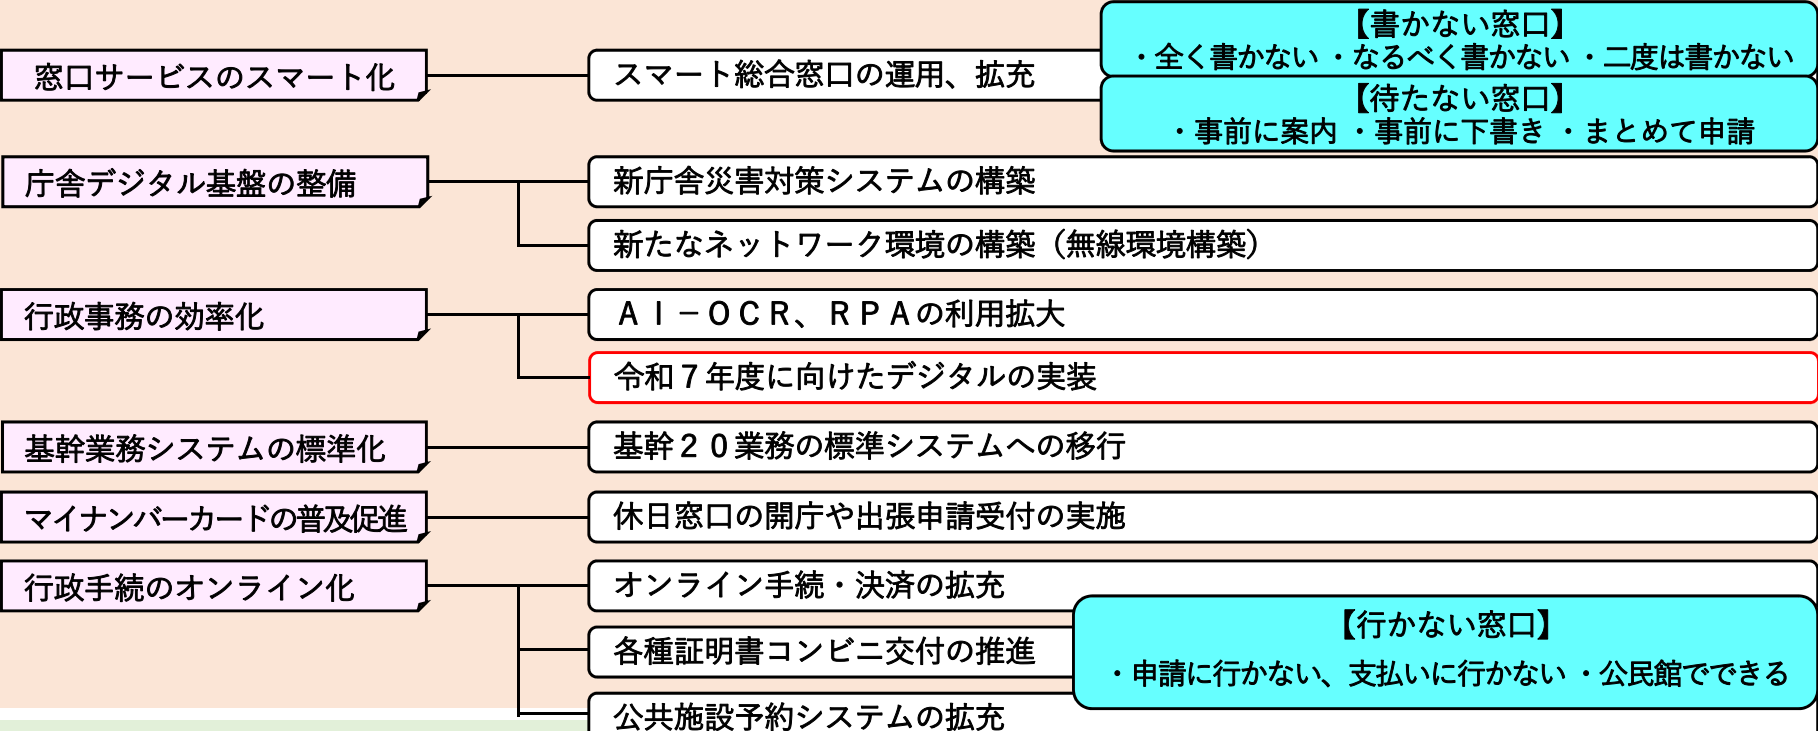 窓口サービスのスマート化
スマート総合窓口の運用、拡充
【書かない窓口】
・全く書かない ・なるべく書かない ・二度は書かない
【待たない窓口】
・事前に案内 ・事前に下書き ・まとめて申請
庁舎デジタル基盤の整備
新庁舎災害対策システムの構築
新たなネットワーク環境の構築（無線環境構築）
行政事務の効率化
ＡＩ－ＯＣＲ、ＲＰＡの利用拡大
令和７年度に向けたデジタルの実装
基幹業務システムの標準化
基幹２０業務の標準システムへの移行
マイナンバーカードの普及促進
休日窓口の開庁や出張申請受付の実施
行政手続のオンライン化
オンライン手続・決済の拡充
各種証明書コンビニ交付の推進
【行かない窓口】
・申請に行かない、支払いに行かない ・公民館でできる
公共施設予約システムの拡充